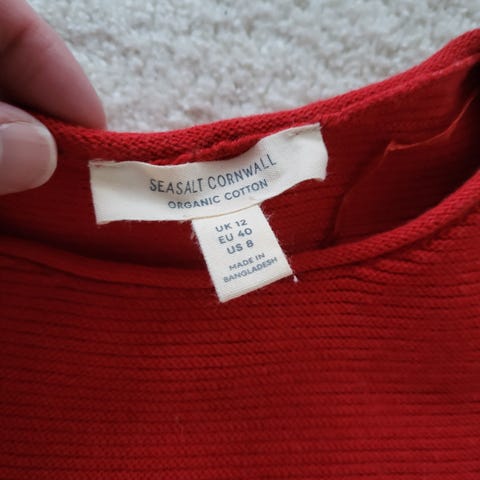 SEASALT CORNWALL
ORGANIC COTTON
UK 12
EU 40
US 8
MADE IN
BANGLADESH